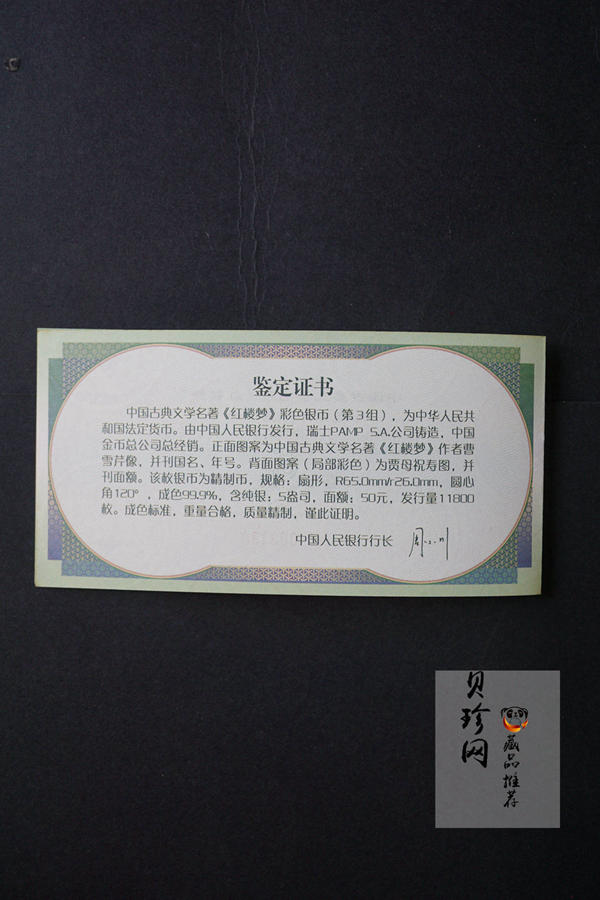 鉴定证书
中国古典文学名著《红楼梦》彩色银币（第3组），为中华人民共
和国法定货币。由中国人民银行发行，瑞士PAMP S.A.公司铸造，中国
金币总公司总经销。正面图案为中国古典文学名著《红楼梦》作者曹
雪芹像，并刊国名、年号。背面图案（局部彩色）为贾母祝寿图，并
刊面额。该枚银币为精制币，规格：扇形，R65.0mm/r26.0mm，圆心
角120°，成色99.9%，含纯银：5盎司，面额：50元，发行量11800
枚。成色标准，重量合格，质量精制，谨此证明。
中国人民银行行长 周小川
贝珍网
藏品推荐